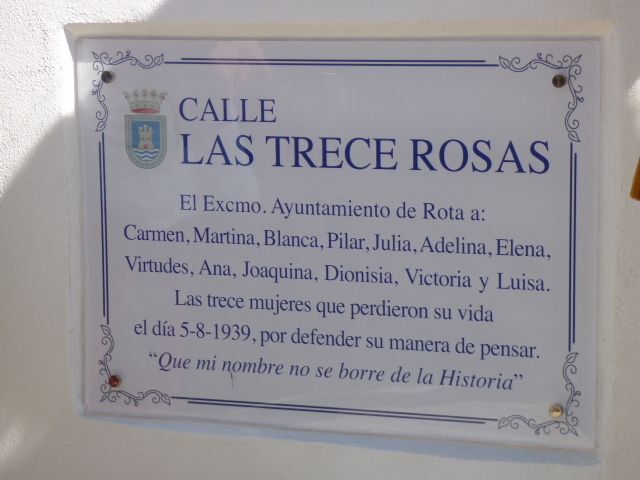 CALLE
LAS TRECE ROSAS
El Excmo. Ayuntamiento de Rota a:
Carmen, Martina, Blanca, Pilar, Julia, Adelina, Elena,
Virtudes, Ana, Joaquina, Dionisia, Victoria y Luisa.
Las trece mujeres que perdieron su vida
el día 5-8-1939, por defender su manera de pensar.
“Que mi nombre no se borre de la Historia”